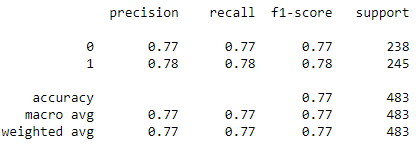 precision recall f1-score support
0 0.77 0.77 0.77 238
1 0.78 0.78 0.78 245
accuracy 0.77 483
macro avg 0.77 0.77 0.77 483
weighted avg 0.77 0.77 0.77 483